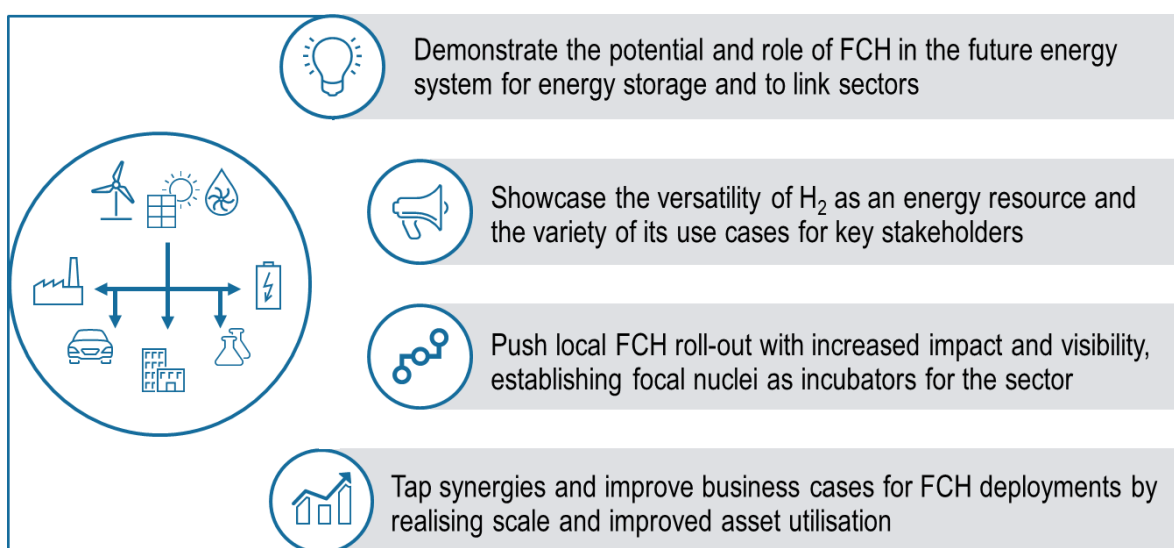 Demonstrate the potential and role of FCH in the future energy
system for energy storage and to link sectors
Showcase the versatility of H₂ as an energy resource and
the variety of its use cases for key stakeholders
Push local FCH roll-out with increased impact and visibility,
establishing focal nuclei as incubators for the sector
Tap synergies and improve business cases for FCH deployments by
realising scale and improved asset utilisation